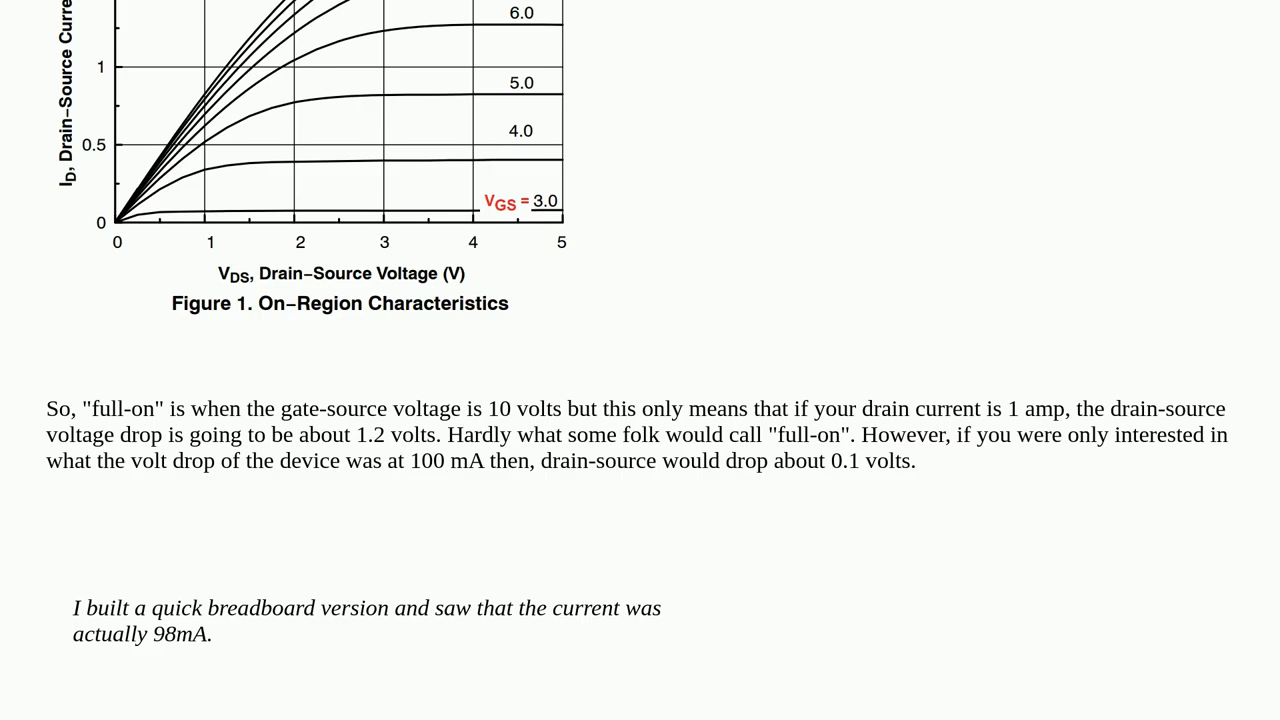 6.0
I_D, Drain−Source Curre
1
5.0
4.0
0.5
V_GS = 3.0
0
0 1 2 3 4 5
V_DS, Drain−Source Voltage (V)
Figure 1. On−Region Characteristics
So, "full-on" is when the gate-source voltage is 10 volts but this only means that if your drain current is 1 amp, the drain-source
voltage drop is going to be about 1.2 volts. Hardly what some folk would call "full-on". However, if you were only interested in
what the volt drop of the device was at 100 mA then, drain-source would drop about 0.1 volts.
I built a quick breadboard version and saw that the current was
actually 98mA.